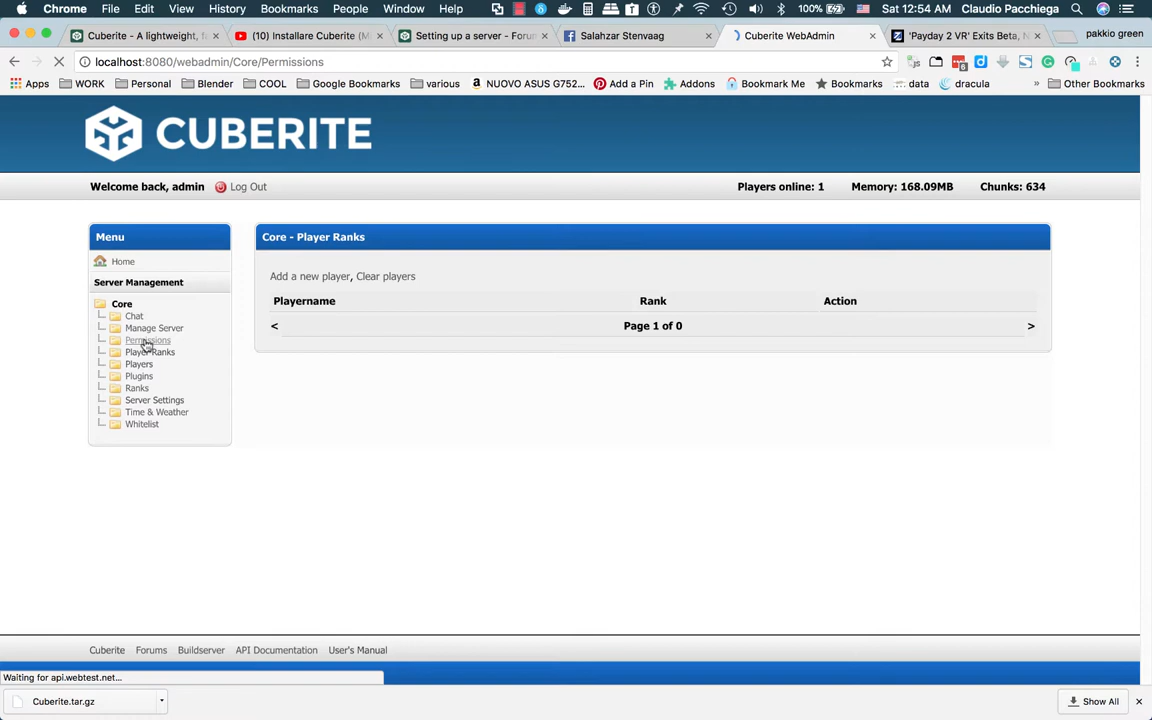 Chrome File Edit View History Bookmarks People Window Help 100% Sat 12:54 AM Claudio Pacchiega
Cuberite - A lightweight, f (10) Installare Cuberite (M Setting up a server - Forum Salahzar Stenvaag Cuberite WebAdmin 'Payday 2 VR' Exits Beta, N pakkio green
localhost:8080/webadmin/Core/Permissions
Apps WORK Personal Blender COOL Google Bookmarks various NUOVO ASUS G752... Add a Pin Addons Bookmark Me Bookmarks data dracula » Other Bookmarks
CUBERITE
Welcome back, admin Log Out Players online: 1 Memory: 168.09MB Chunks: 634
Menu
Home
Server Management
Core
Chat
Manage Server
Permissions
Player Ranks
Players
Plugins
Ranks
Server Settings
Time & Weather
Whitelist
Core - Player Ranks
Add a new player, Clear players
Playername Rank Action
< Page 1 of 0 >
Cuberite Forums Buildserver API Documentation User's Manual
Waiting for api.webtest.net...
Cuberite.tar.gz Show All